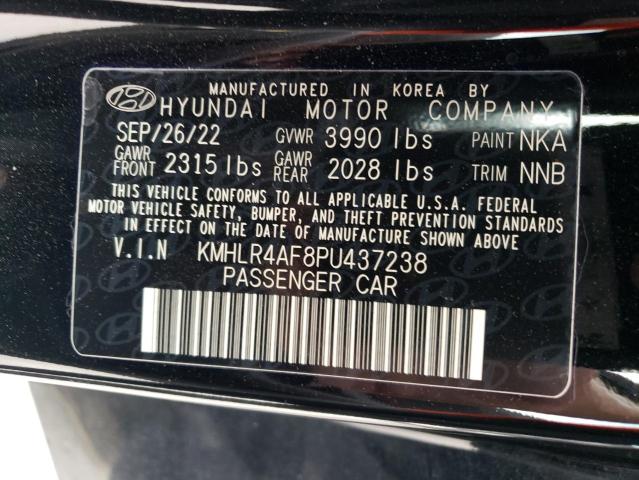 MANUFACTURED IN KOREA BY
HYUNDAI MOTOR COMPANY
SEP/26/22 GVWR 3990 lbs PAINT NKA
GAWR FRONT 2315 lbs GAWR REAR 2028 lbs TRIM NNB
THIS VEHICLE CONFORMS TO ALL APPLICABLE U.S.A. FEDERAL
MOTOR VEHICLE SAFETY, BUMPER, AND THEFT PREVENTION STANDARDS
IN EFFECT ON THE DATE OF MANUFACTURE SHOWN ABOVE
V.I.N KMHLR4AF8PU437238
PASSENGER CAR